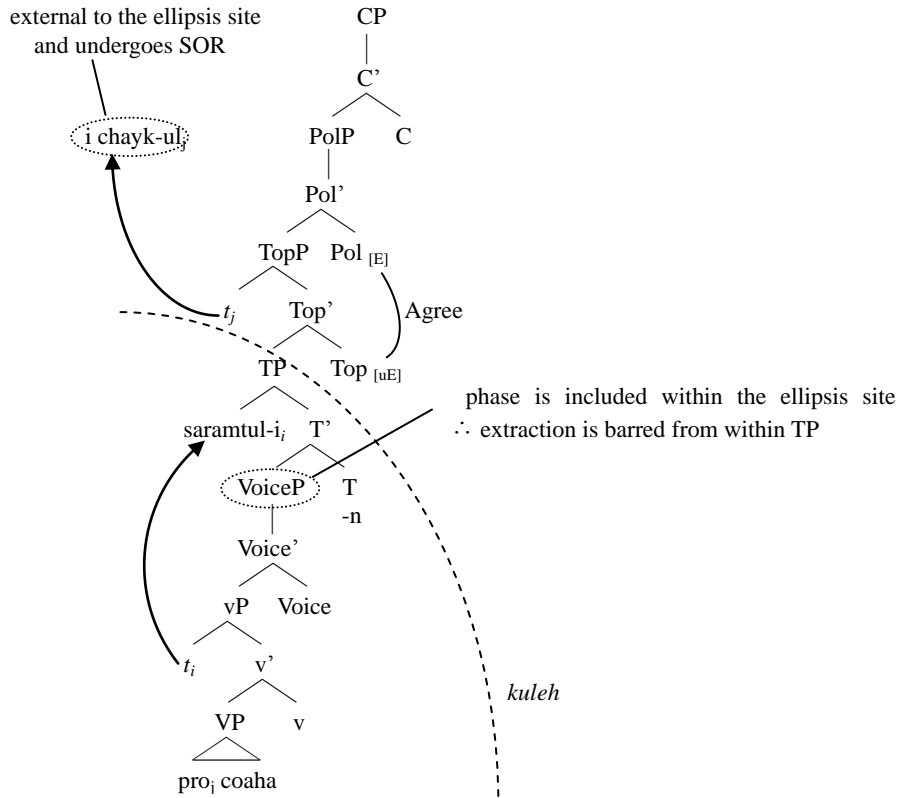 external to the ellipsis site CP
and undergoes SOR
C’
i chayk-ulj PolP C
Pol’
TopP Pol [E]
tj Top’ Agree
TP Top [uE]
phase is included within the ellipsis site
saramtul-ii T’ ∴ extraction is barred from within TP
VoiceP T
-n
Voice’
vP Voice
ti v’
kuleh
VP v
proj coaha